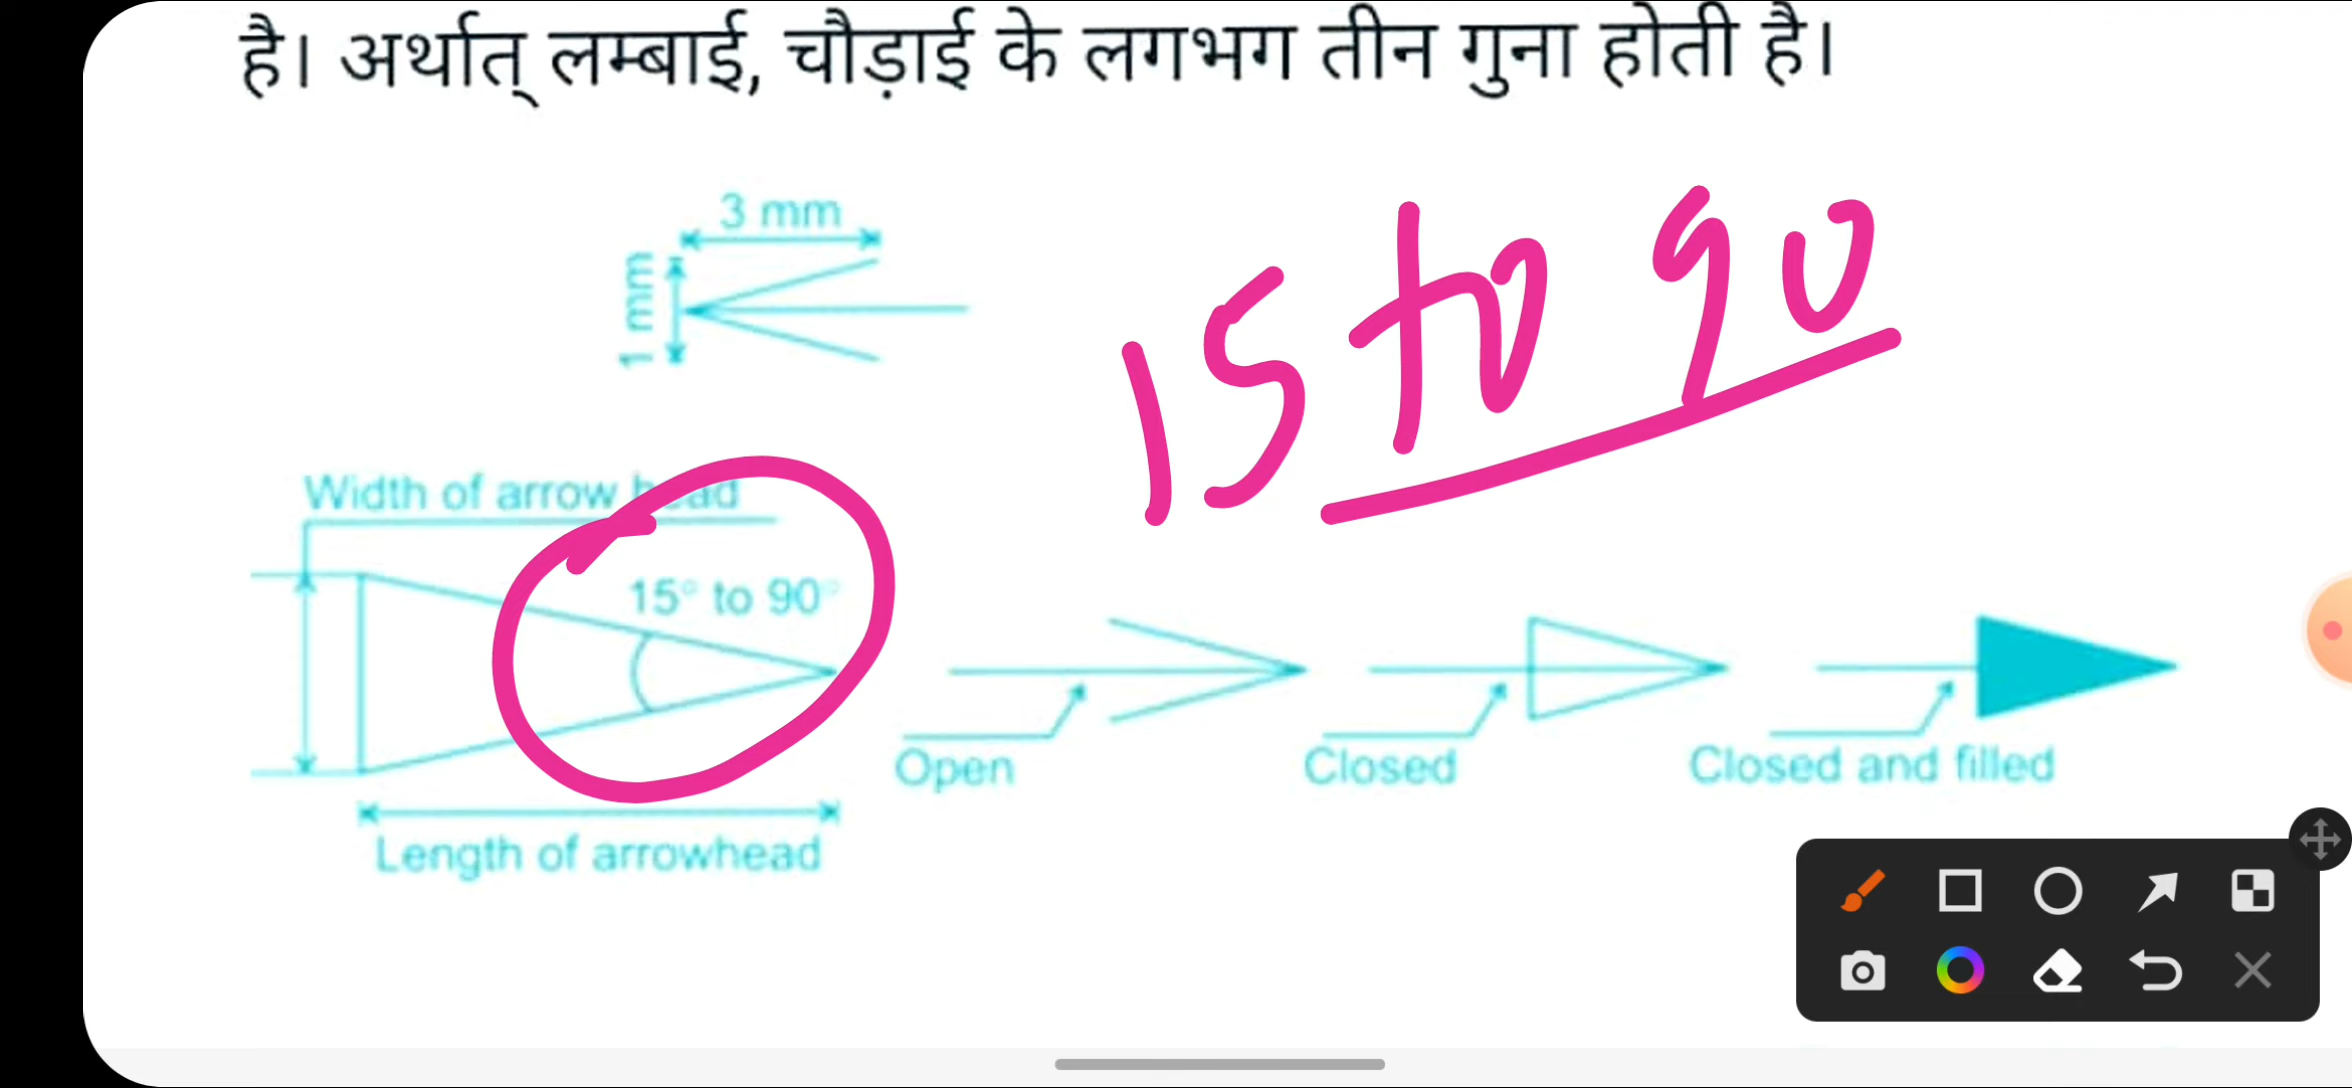 है। अर्थात् लम्बाई, चौड़ाई के लगभग तीन गुना होती है।
3 mm
1 mm
15 to 90
Width of arrow head
15° to 90°
Open
Closed
Closed and filled
Length of arrowhead